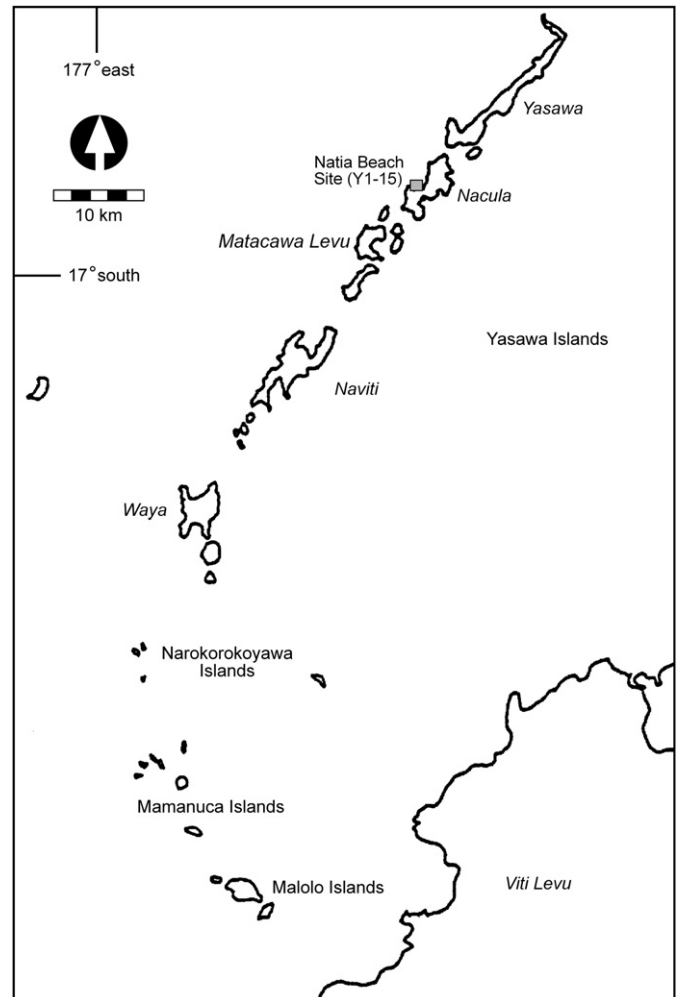 177°east
Yasawa
Natia Beach
Site (Y1-15)
Nacula
10 km
Matacawa Levu
17°south
Yasawa Islands
Naviti
Waya
Narokorokoyawa
Islands
Mamanuca Islands
Malolo Islands
Viti Levu